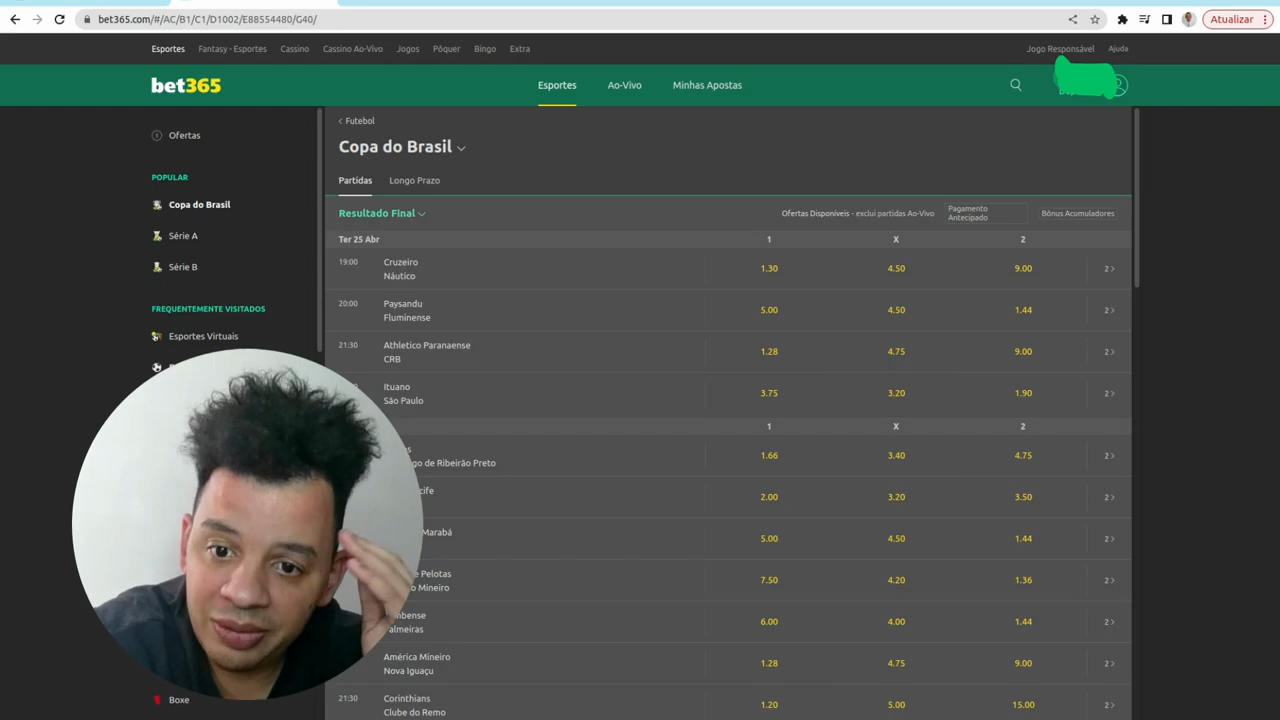 bet365.com/#/AC/B1/C1/D1002/E88554480/G40/
Atualizar
Esportes Fantasy - Esportes Cassino Cassino Ao-Vivo Jogos Pôquer Bingo Extra Jogo Responsável Ajuda
bet365 Esportes Ao-Vivo Minhas Apostas
Ofertas
POPULAR
Copa do Brasil
Série A
Série B
FREQUENTEMENTE VISITADOS
Esportes Virtuais
Boxe
Futebol
Copa do Brasil
Partidas Longo Prazo
Resultado Final Ofertas Disponíveis - exclui partidas Ao-Vivo Pagamento Antecipado Bônus Acumuladores
Ter 25 Abr 1 X 2
19:00 Cruzeiro
Náutico
1.30 4.50 9.00 2
20:00 Paysandu
Fluminense
5.00 4.50 1.44 2
21:30 Athletico Paranaense
CRB
1.28 4.75 9.00 2
Ituano
São Paulo
3.75 3.20 1.90 2
1 X 2
de Ribeirão Preto
1.66 3.40 4.75 2
2.00 3.20 3.50 2
Marabá
5.00 4.50 1.44 2
Pelotas
Mineiro
7.50 4.20 1.36 2
6.00 4.00 1.44 2
América Mineiro
Nova Iguaçu
1.28 4.75 9.00 2
21:30 Corinthians
Clube do Remo
1.20 5.00 15.00 2